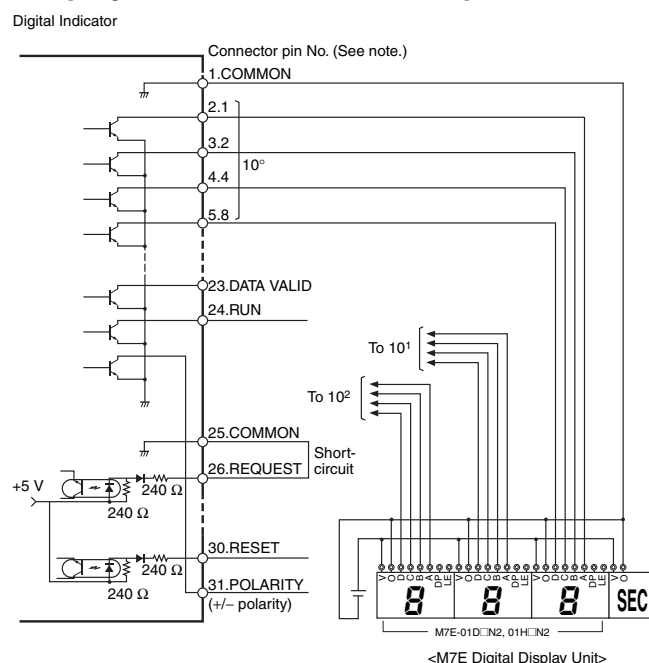 Digital Indicator
Connector pin No. (See note.)
1.COMMON
2.1
3.2
10°
4.4
5.8
23.DATA VALID
24.RUN
To 10¹
To 10²
25.COMMON
Short-
circuit
26.REQUEST
+5 V
240 Ω
240 Ω
30.RESET
240 Ω
31.POLARITY
240 Ω
(+/− polarity)
V O D C B A DP LE V O D C B A DP LE V O D C B A DP LE V O
8 8 8 SEC
M7E-01D□N2, 01H□N2
<M7E Digital Display Unit>